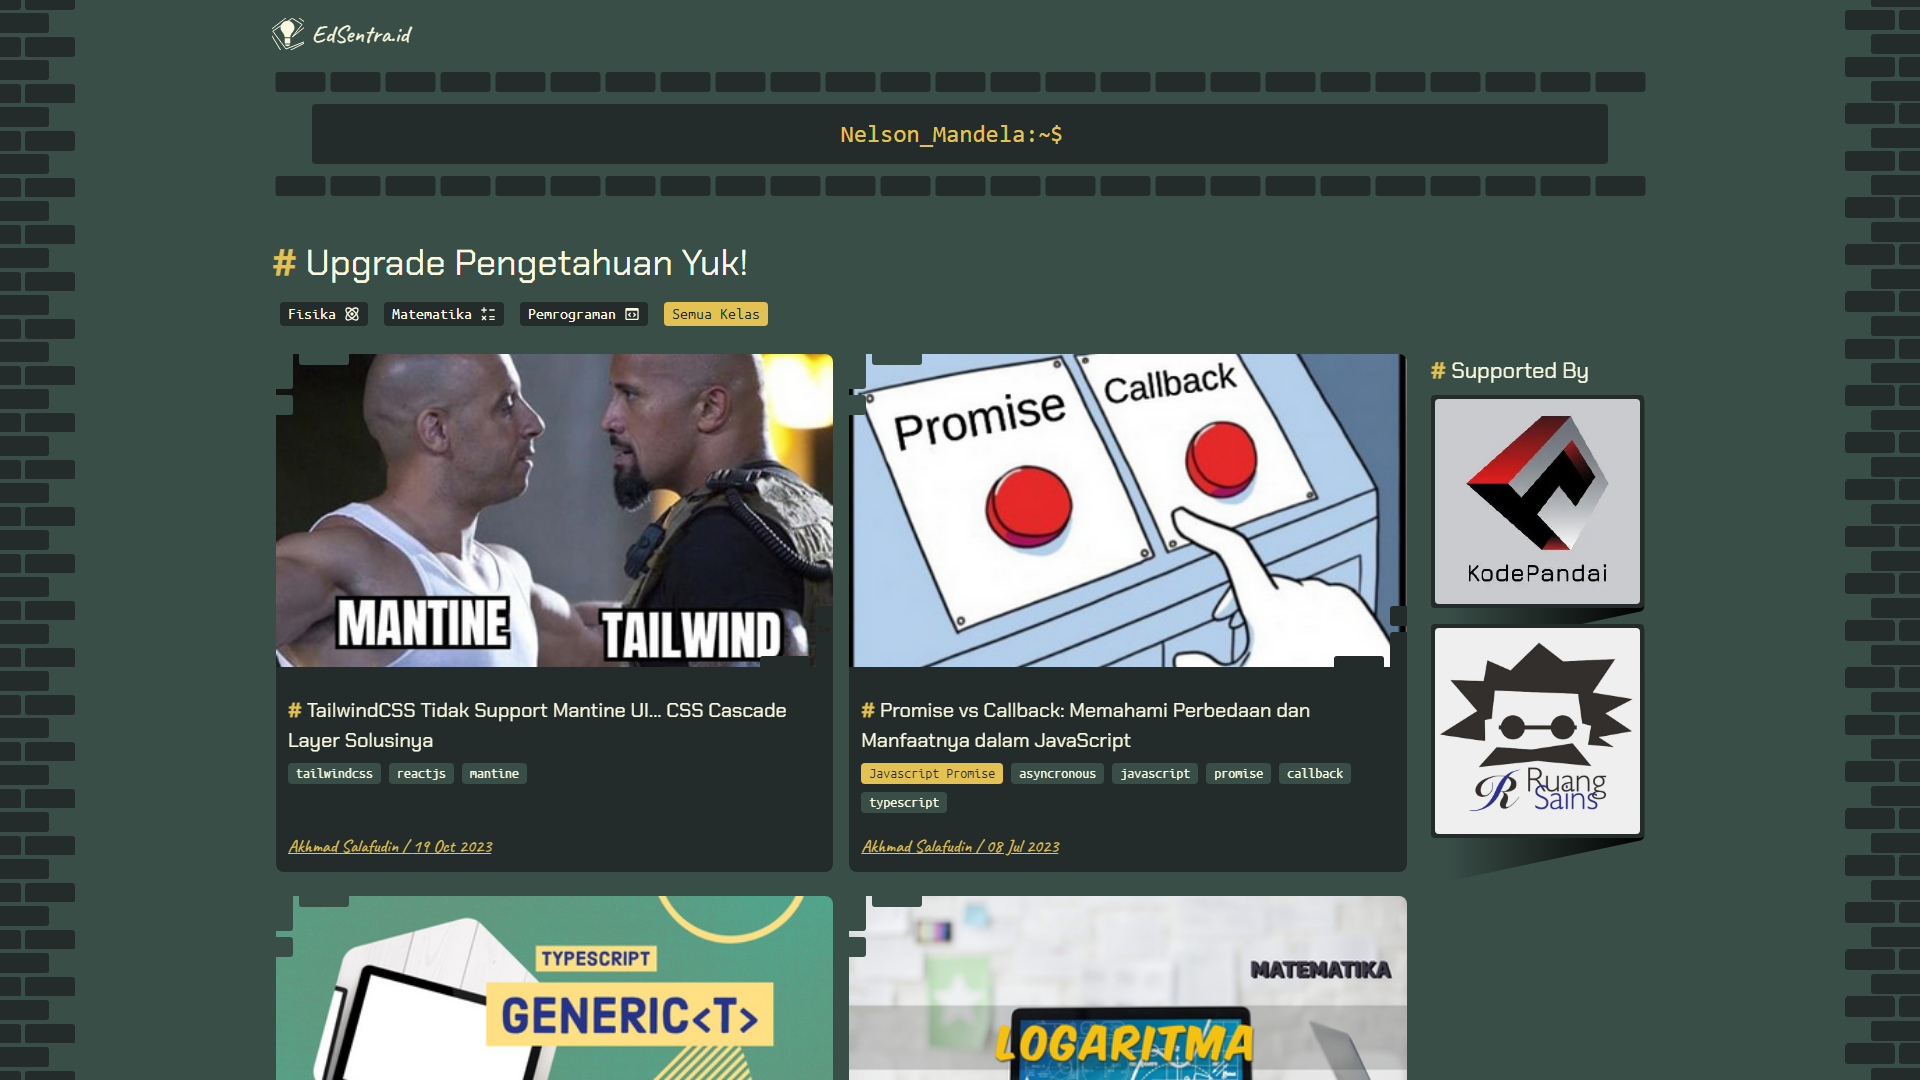 EdSentra.id
Nelson_Mandela:~$
# Upgrade Pengetahuan Yuk!
Fisika
Matematika
Pemrograman
Semua Kelas
MANTINE
TAILWIND
# TailwindCSS Tidak Support Mantine UI... CSS Cascade
Layer Solusinya
tailwindcss
reactjs
mantine
Akhmad Salafudin / 19 Oct 2023
Promise
Callback
# Promise vs Callback: Memahami Perbedaan dan
Manfaatnya dalam JavaScript
Javascript Promise
asyncronous
javascript
promise
callback
typescript
Akhmad Salafudin / 08 Jul 2023
# Supported By
KodePandai
R Ruang
Sains
TYPESCRIPT
GENERIC<T>
MATEMATIKA
LOGARITMA